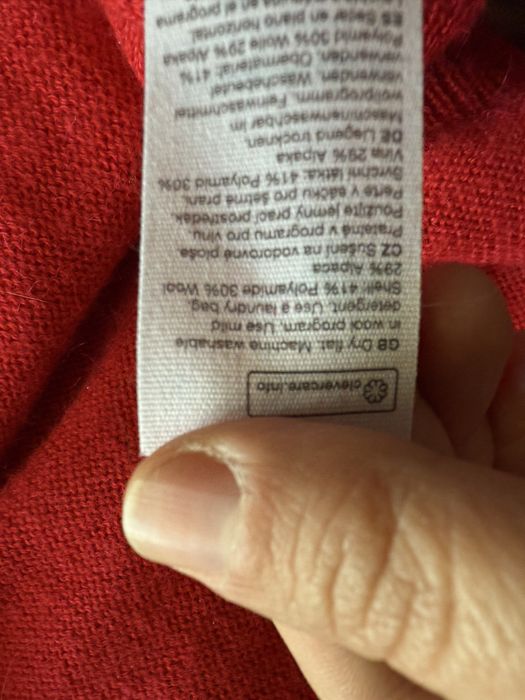 clevercare.info
GB Dry flat. Machine washable
in wool program. Use mild
detergent. Use a laundry bag
Shell: 41% Polyamide 30% Wool
29% Alpaca
CZ Sušení na vodorovné ploše.
Pratelné v programu pro vlnu.
Použijte jemný prací prostředek.
Perte v sáčku pro šetrné praní.
Svrchní látka: 41% Polyamid 30%
Vlna 29% Alpaka
DE Liegend trocknen.
Maschinenwaschbar im
wollprogramm. Feinwaschmittel
verwenden. Waschebeutel
verwenden. Obermaterial: 41%
Polyamid 30% Wolle 29% Alpaka
ES Secar en plano horizontal.
en el programa